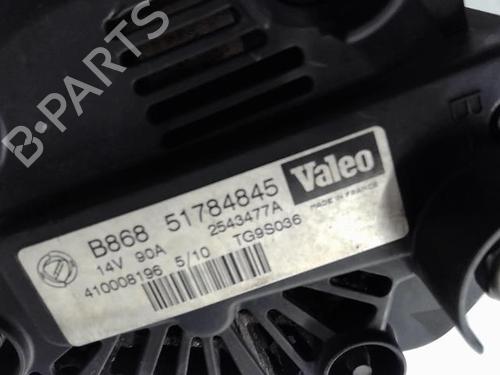 B-PARTS
Valeo
MADE IN FRANCE
B868 51784845
14V 90A 2543477A
410008196 5/10 TG9S036
B